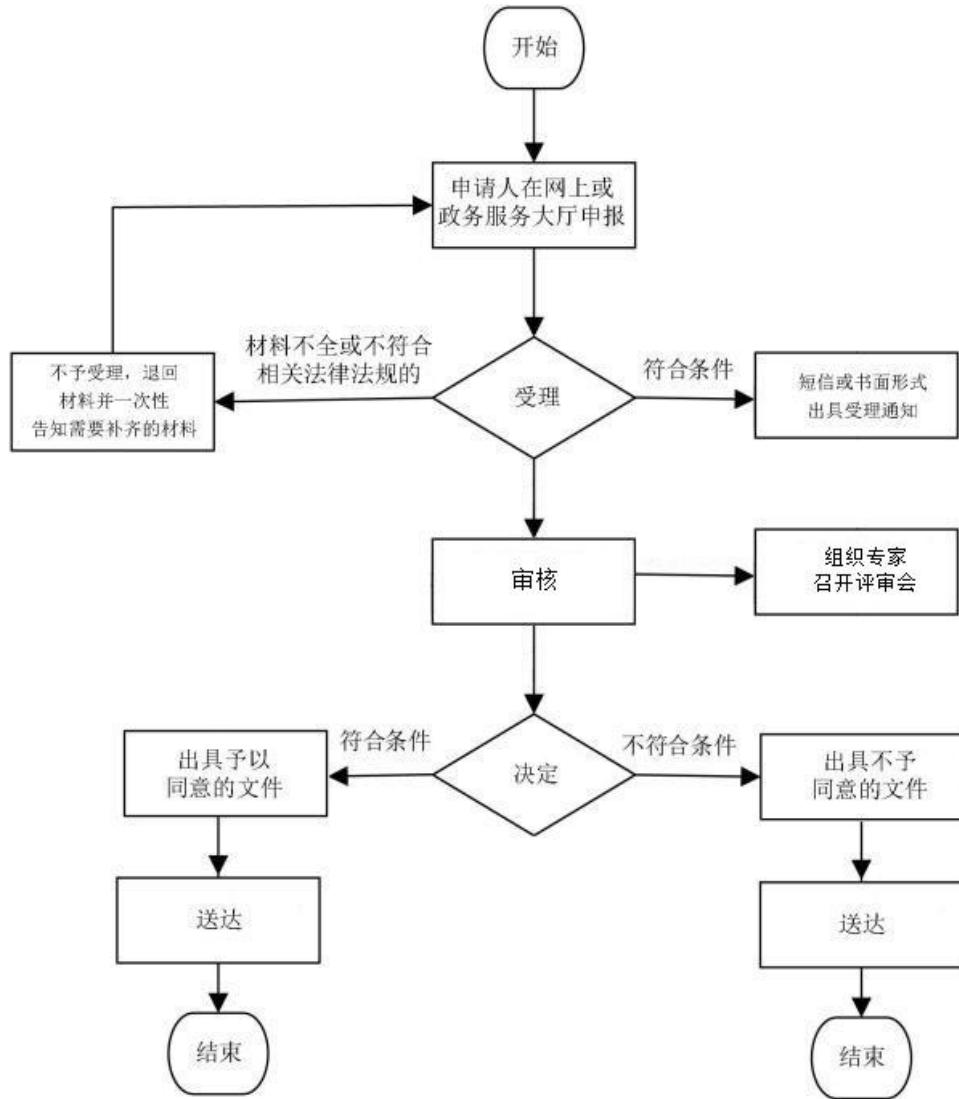 开始
申请人在网上或
政务服务大厅申报
材料不全或不符合
相关法律法规的
符合条件
不予受理，退回
材料并一次性
告知需要补齐的材料
受理
短信或书面形式
出具受理通知
审核
组织专家
召开评审会
符合条件
不符合条件
出具予以
同意的文件
决定
出具不予
同意的文件
送达
送达
结束
结束